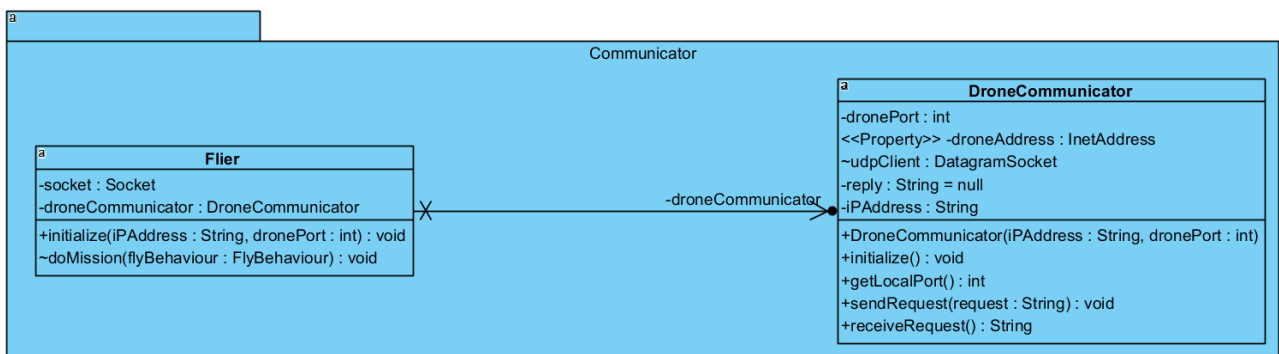 a
Communicator
a
Flier
-socket : Socket
-droneCommunicator : DroneCommunicator
+initialize(iPAddress : String, dronePort : int) : void
~doMission(flyBehaviour : FlyBehaviour) : void
-droneCommunicator
a
DroneCommunicator
-dronePort : int
<<Property>> -droneAddress : InetAddress
~udpClient : DatagramSocket
-reply : String = null
-iPAddress : String
+DroneCommunicator(iPAddress : String, dronePort : int)
+initialize() : void
+getLocalPort() : int
+sendRequest(request : String) : void
+receiveRequest() : String